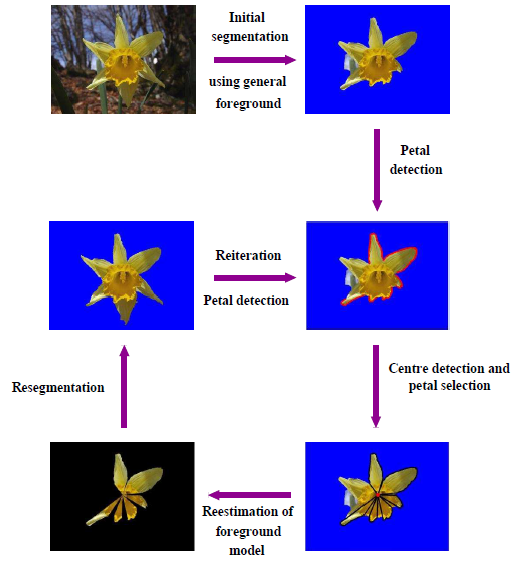 Initial
segmentation
using general
foreground
Petal
detection
Reiteration
Petal detection
Centre detection and
petal selection
Resegmentation
Reestimation of
foreground
model